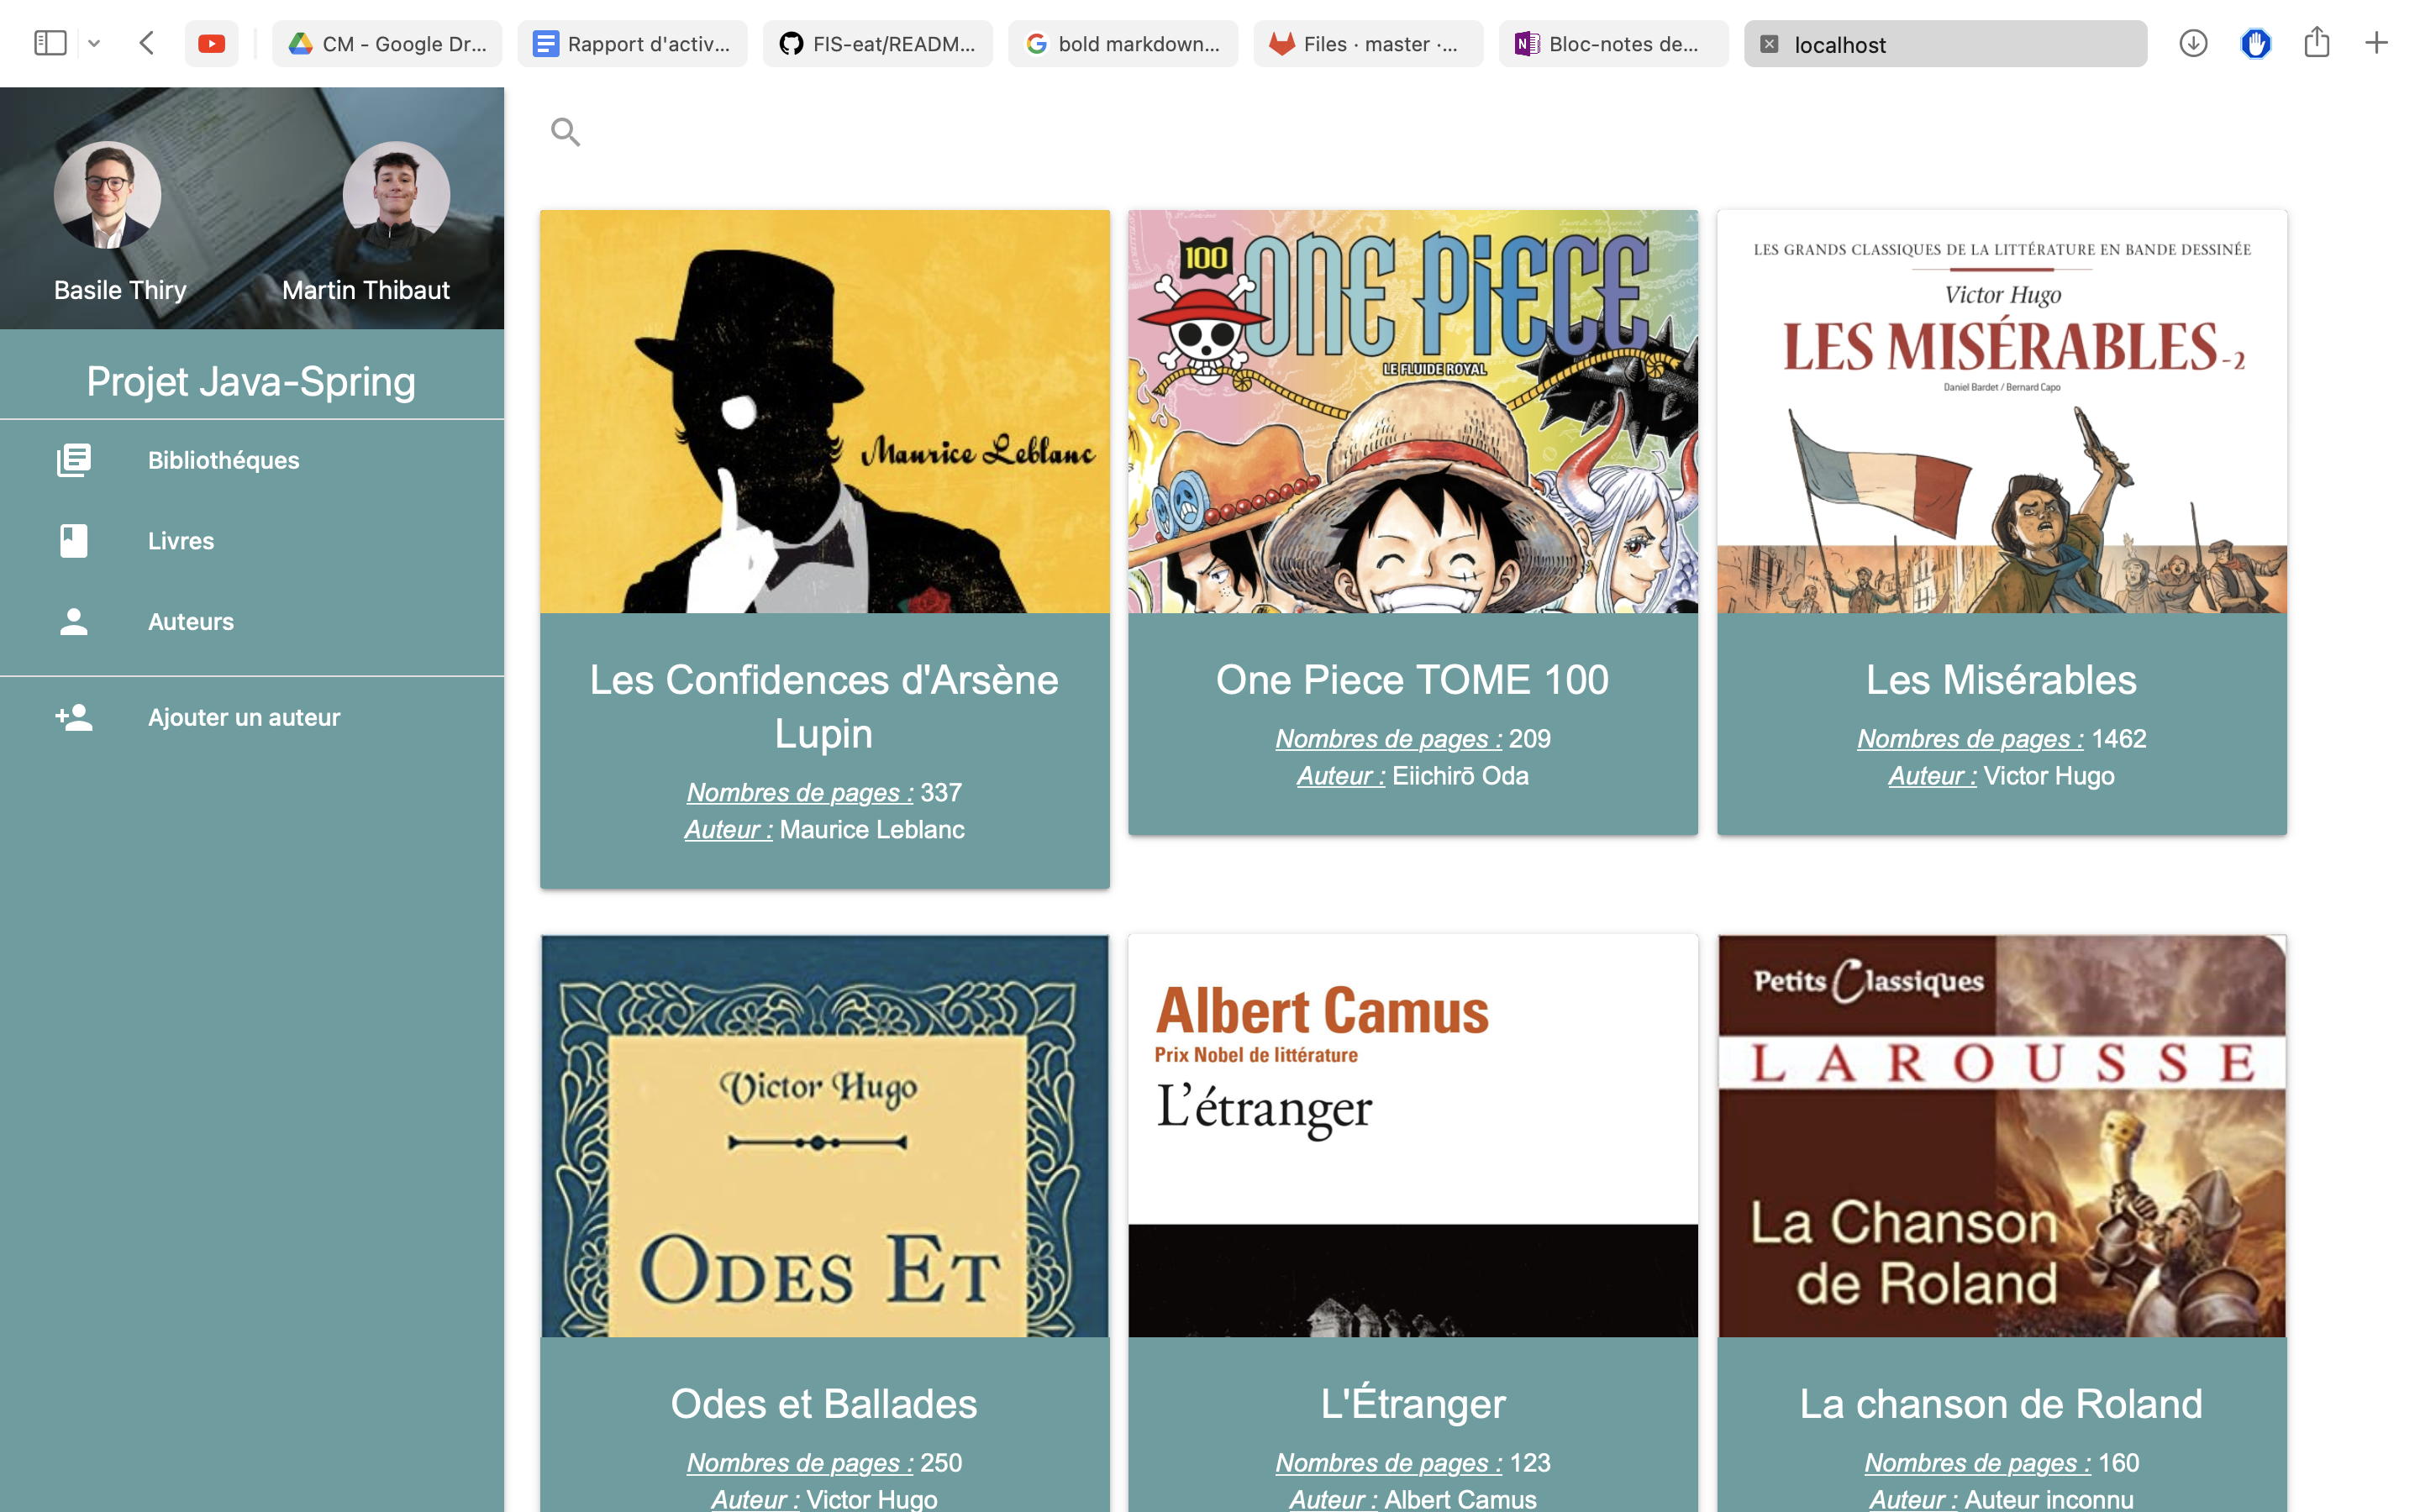 CM - Google Dr...
Rapport d'activ...
FIS-eat/READM...
bold markdown...
Files · master ·...
Bloc-notes de...
localhost
Basile Thiry
Martin Thibaut
Projet Java-Spring
Bibliothéques
Livres
Auteurs
Ajouter un auteur
Maurice Leblanc
Les Confidences d'Arsène
Lupin
Nombres de pages : 337
Auteur : Maurice Leblanc
100
ONE PIECE
LE FLUIDE ROYAL
One Piece TOME 100
Nombres de pages : 209
Auteur : Eiichirō Oda
LES GRANDS CLASSIQUES DE LA LITTÉRATURE EN BANDE DESSINÉE
Victor Hugo
LES MISÉRABLES-2
Daniel Bardet / Bernard Capo
Les Misérables
Nombres de pages : 1462
Auteur : Victor Hugo
Victor Hugo
ODES ET
Odes et Ballades
Nombres de pages : 250
Auteur : Victor Hugo
Albert Camus
Prix Nobel de littérature
L'étranger
L'Étranger
Nombres de pages : 123
Auteur : Albert Camus
Petits Classiques
LAROUSSE
La Chanson
de Roland
La chanson de Roland
Nombres de pages : 160
Auteur : Auteur inconnu